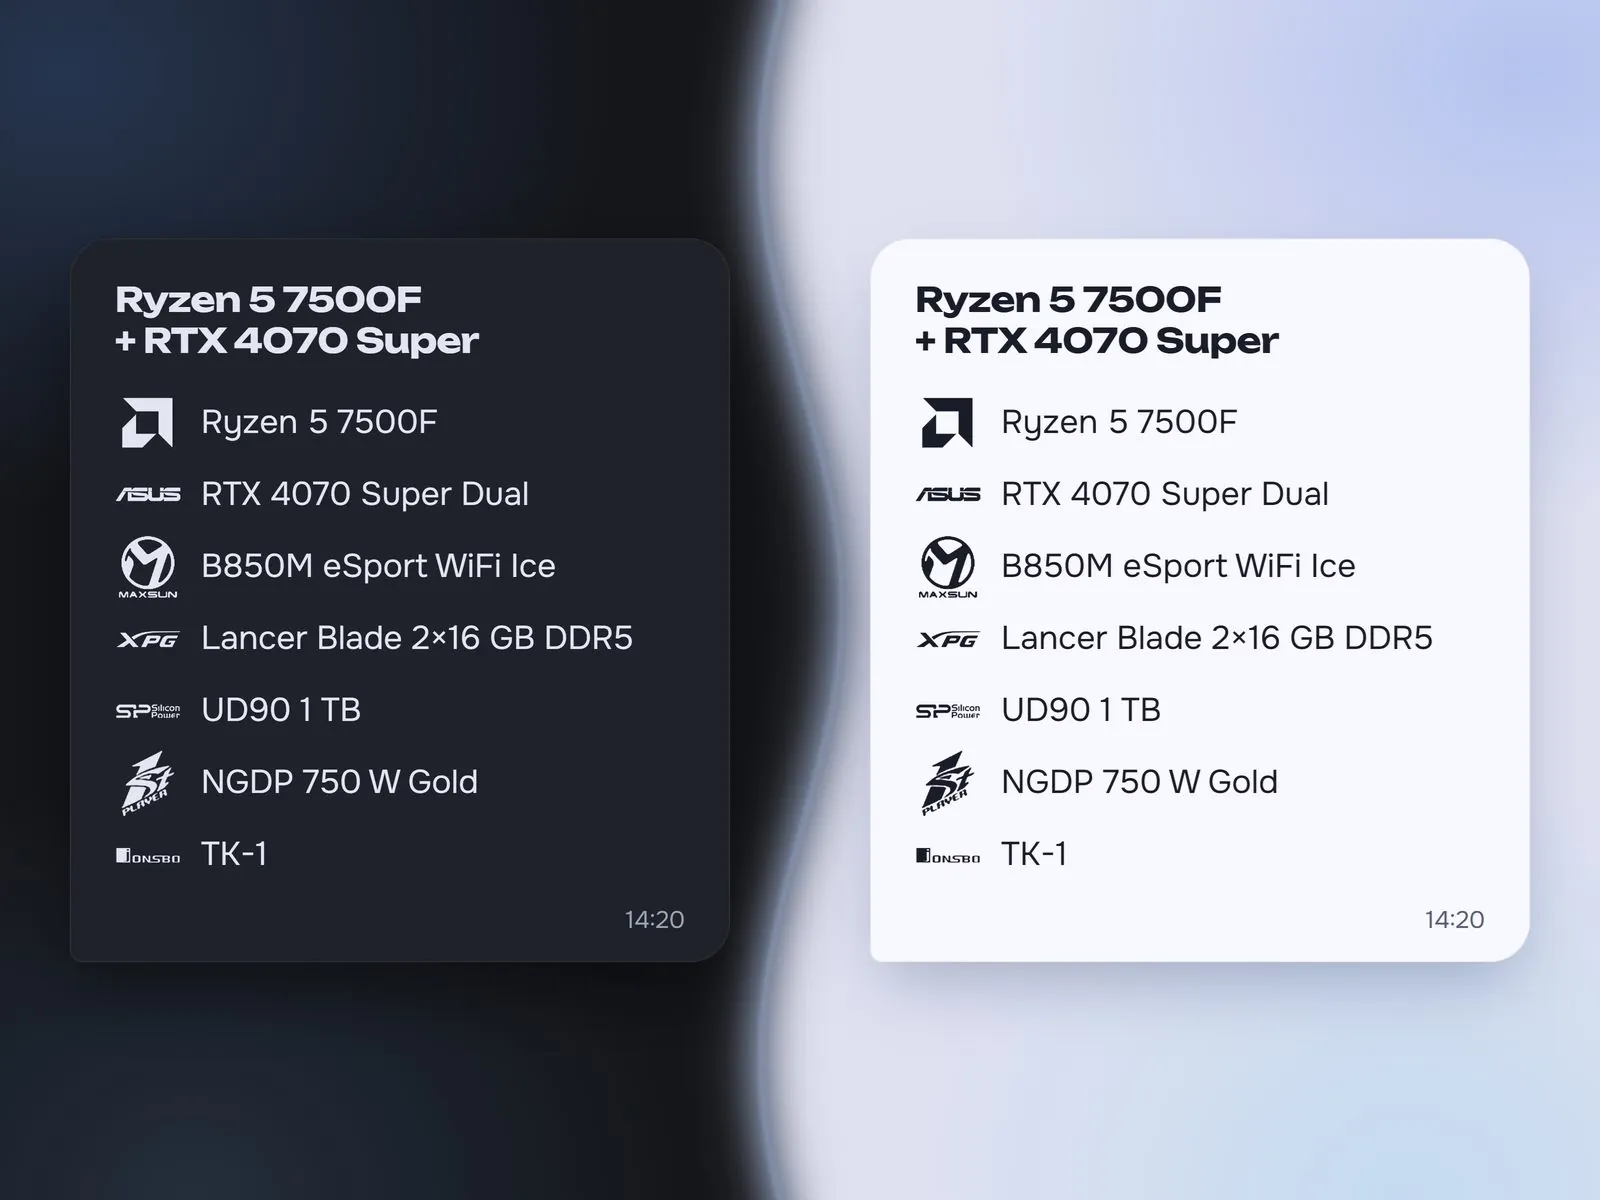 Ryzen 5 7500F
+ RTX 4070 Super
Ryzen 5 7500F
ASUS RTX 4070 Super Dual
MAXSUN B850M eSport WiFi Ice
XPG Lancer Blade 2×16 GB DDR5
SP Silicon Power UD90 1 TB
1st PLAYER NGDP 750 W Gold
JONSBO TK-1
14:20
Ryzen 5 7500F
+ RTX 4070 Super
Ryzen 5 7500F
ASUS RTX 4070 Super Dual
MAXSUN B850M eSport WiFi Ice
XPG Lancer Blade 2×16 GB DDR5
SP Silicon Power UD90 1 TB
1st PLAYER NGDP 750 W Gold
JONSBO TK-1
14:20